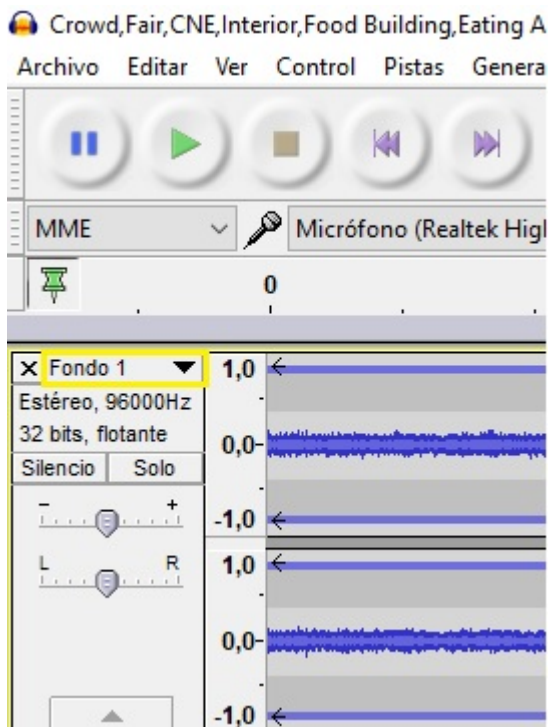 Crowd,Fair,CNE,Interior,Food Building,Eating A
Archivo Editar Ver Control Pistas Genera
MME Micrófono (Realtek Higl
0
X Fondo 1
Estéreo, 96000Hz
32 bits, flotante
Silencio Solo
- +
L R
1,0
0,0-
-1,0
1,0
0,0-
-1,0